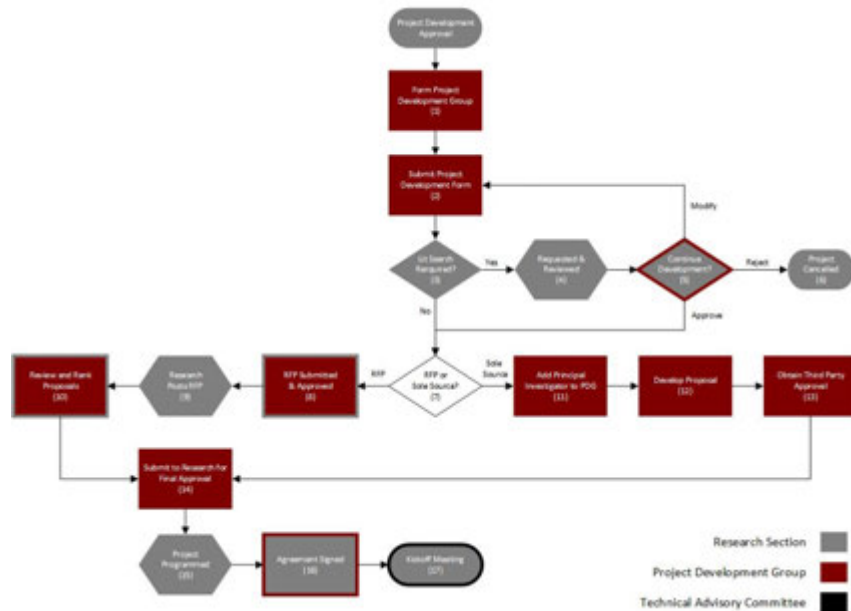 Project Development
Approval
Form Project
Development Group
(1)
Submit Project
Development Form
(2)
Modify
Lit Search
Required?
(3)
Yes
Requested &
Reviewed
(4)
Continue
Development?
(5)
Reject
Project
Cancelled
(6)
No
Approve
Review and Rank
Proposals
(10)
Research
Posts RFP
(9)
RFP Submitted
& Approved
(8)
RFP
RFP or
Sole Source?
(7)
Sole
Source
Add Principal
Investigator to PDG
(11)
Develop Proposal
(12)
Obtain Third Party
Approval
(13)
Submit to Research for
Final Approval
(14)
Project
Programmed
(15)
Agreement Signed
(16)
Kickoff Meeting
(17)
Research Section
Project Development Group
Technical Advisory Committee